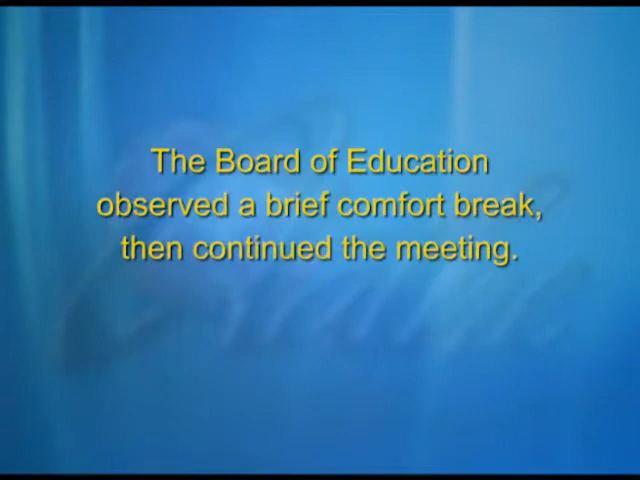 The Board of Education
observed a brief comfort break,
then continued the meeting.